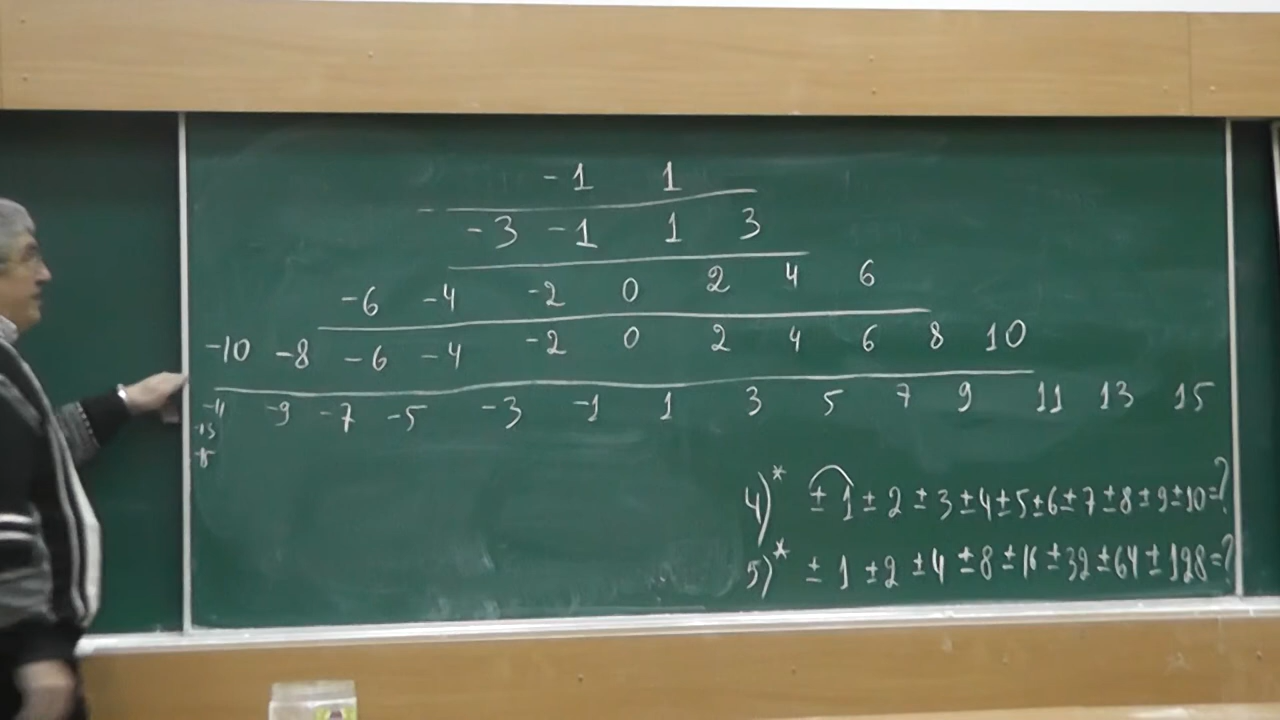 -1 1
-3 -1 1 3
-6 -4 -2 0 2 4 6
-10 -8 -6 -4 -2 0 2 4 6 8 10
-11 -9 -7 -5 -3 -1 1 3 5 7 9 11 13 15
-13
4)* ± 1 ± 2 ± 3 ± 4 ± 5 ± 6 ± 7 ± 8 ± 9 ± 10 = ?
5)* ± 1 ± 2 ± 4 ± 8 ± 16 ± 32 ± 64 ± 128 = ?